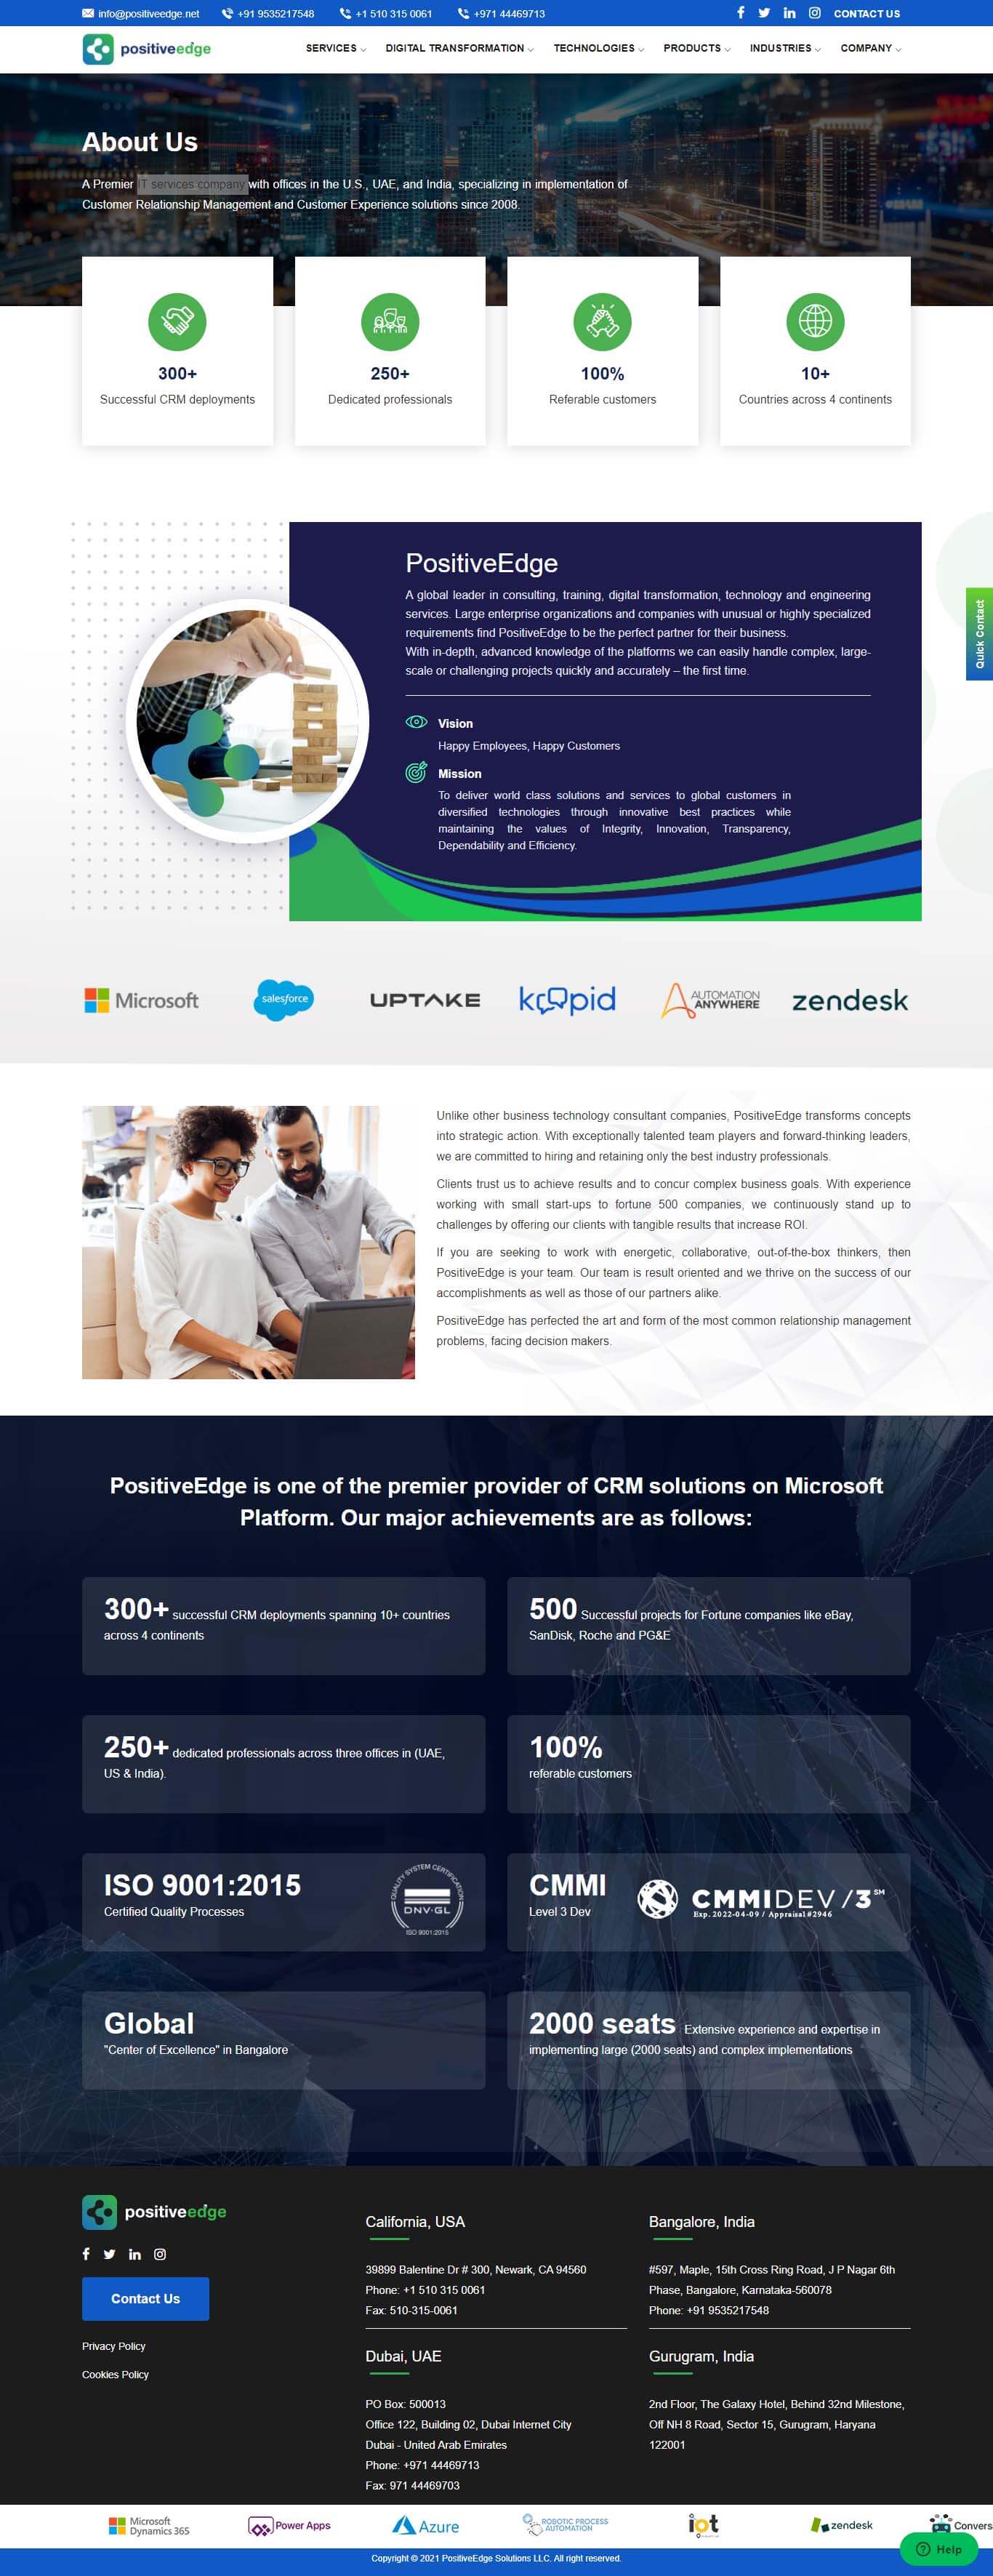 info@positiveedge.net +91 9535217548 +1 510 315 0061 +971 44469713 CONTACT US
positiveedge SERVICES DIGITAL TRANSFORMATION TECHNOLOGIES PRODUCTS INDUSTRIES COMPANY
About Us
A Premier IT services company with offices in the U.S., UAE, and India, specializing in implementation of
Customer Relationship Management and Customer Experience solutions since 2008.
300+
Successful CRM deployments
250+
Dedicated professionals
100%
Referable customers
10+
Countries across 4 continents
PositiveEdge
A global leader in consulting, training, digital transformation, technology and engineering
services. Large enterprise organizations and companies with unusual or highly specialized
requirements find PositiveEdge to be the perfect partner for their business.
With in-depth, advanced knowledge of the platforms we can easily handle complex, large-
scale or challenging projects quickly and accurately – the first time.
Quick Contact
Vision
Happy Employees, Happy Customers
Mission
To deliver world class solutions and services to global customers in
diversified technologies through innovative best practices while
maintaining the values of Integrity, Innovation, Transparency,
Dependability and Efficiency.
Microsoft salesforce UPTAKE koopid AUTOMATION ANYWHERE zendesk
Unlike other business technology consultant companies, PositiveEdge transforms concepts
into strategic action. With exceptionally talented team players and forward-thinking leaders,
we are committed to hiring and retaining only the best industry professionals.
Clients trust us to achieve results and to concur complex business goals. With experience
working with small start-ups to fortune 500 companies, we continuously stand up to
challenges by offering our clients with tangible results that increase ROI.
If you are seeking to work with energetic, collaborative, out-of-the-box thinkers, then
PositiveEdge is your team. Our team is result oriented and we thrive on the success of our
accomplishments as well as those of our partners alike.
PositiveEdge has perfected the art and form of the most common relationship management
problems, facing decision makers.
PositiveEdge is one of the premier provider of CRM solutions on Microsoft
Platform. Our major achievements are as follows:
300+ successful CRM deployments spanning 10+ countries
across 4 continents
500 Successful projects for Fortune companies like eBay,
SanDisk, Roche and PG&E
250+ dedicated professionals across three offices in (UAE,
US & India).
100%
referable customers
ISO 9001:2015
Certified Quality Processes
QUALITY SYSTEM CERTIFICATION
DNV·GL
ISO 9001:2015
CMMI
Level 3 Dev
CMMIDEV / 3 SM
Exp. 2022-04-09 / Appraisal #2946
Global
"Center of Excellence" in Bangalore
2000 seats Extensive experience and expertise in
implementing large (2000 seats) and complex implementations
positiveedge
Contact Us
Privacy Policy
Cookies Policy
California, USA
39899 Balentine Dr # 300, Newark, CA 94560
Phone: +1 510 315 0061
Fax: 510-315-0061
Bangalore, India
#597, Maple, 15th Cross Ring Road, J P Nagar 6th
Phase, Bangalore, Karnataka-560078
Phone: +91 9535217548
Dubai, UAE
PO Box: 500013
Office 122, Building 02, Dubai Internet City
Dubai - United Arab Emirates
Phone: +971 44469713
Fax: 971 44469703
Gurugram, India
2nd Floor, The Galaxy Hotel, Behind 32nd Milestone,
Off NH 8 Road, Sector 15, Gurugram, Haryana
122001
Microsoft Dynamics 365
Power Apps
Azure
ROBOTIC PROCESS AUTOMATION
iot
zendesk
Convers
Help
Copyright © 2021 PositiveEdge Solutions LLC. All right reserved.